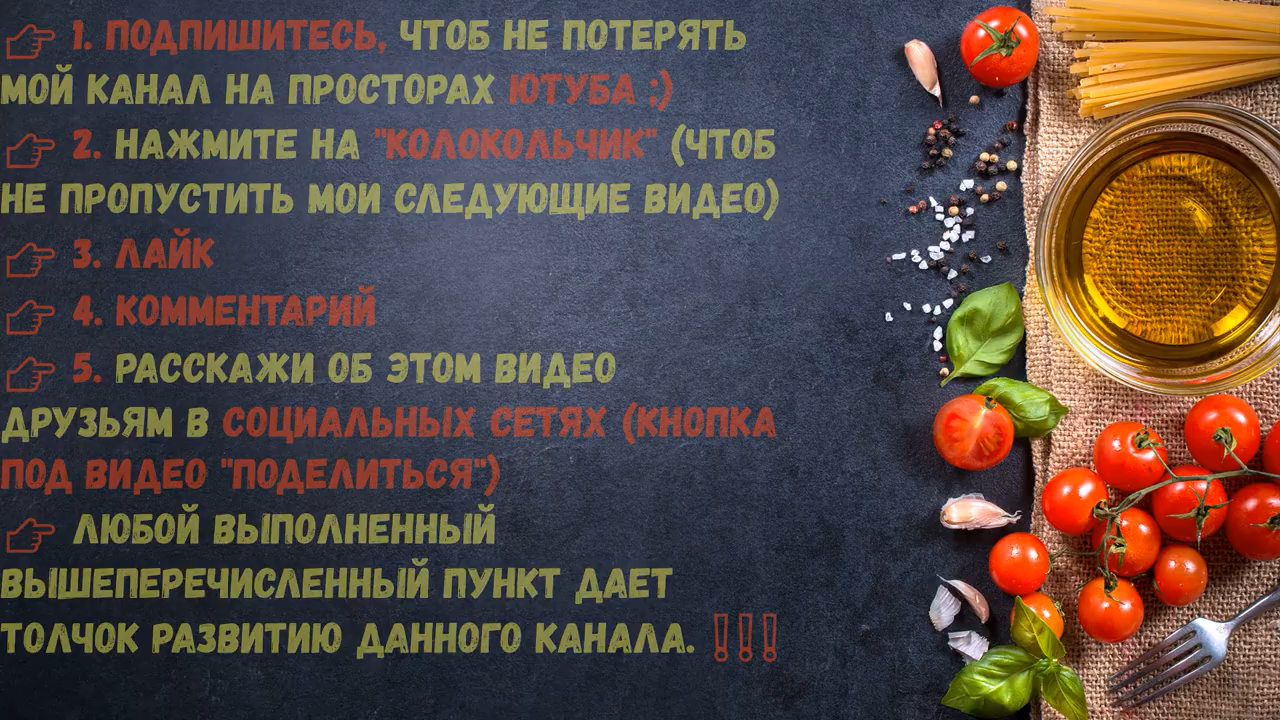 👉 1. ПОДПИШИТЕСЬ, ЧТОБ НЕ ПОТЕРЯТЬ
МОЙ КАНАЛ НА ПРОСТОРАХ ЮТУБА :)
👉 2. НАЖМИТЕ НА "КОЛОКОЛЬЧИК" (ЧТОБ
НЕ ПРОПУСТИТЬ МОИ СЛЕДУЮЩИЕ ВИДЕО)
👉 3. ЛАЙК
👉 4. КОММЕНТАРИЙ
👉 5. РАССКАЖИ ОБ ЭТОМ ВИДЕО
ДРУЗЬЯМ В СОЦИАЛЬНЫХ СЕТЯХ (КНОПКА
ПОД ВИДЕО "ПОДЕЛИТЬСЯ")
👉 ЛЮБОЙ ВЫПОЛНЕННЫЙ
ВЫШЕПЕРЕЧИСЛЕННЫЙ ПУНКТ ДАЕТ
ТОЛЧОК РАЗВИТИЮ ДАННОГО КАНАЛА. ❗❗❗